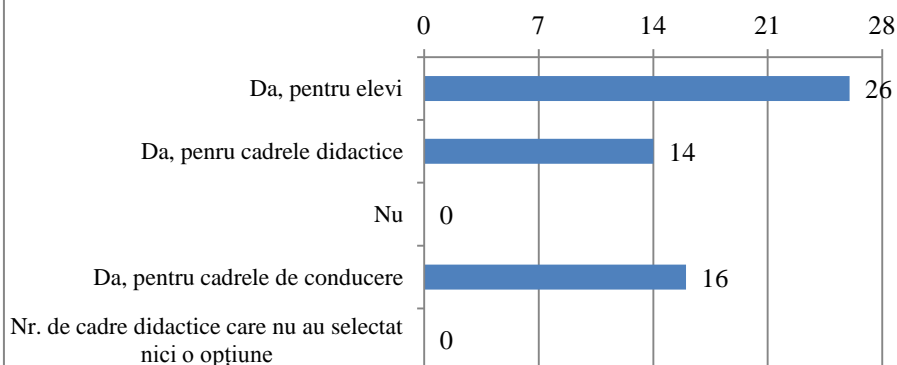 0 7 14 21 28
Da, pentru elevi 26
Da, penru cadrele didactice 14
Nu 0
Da, pentru cadrele de conducere 16
Nr. de cadre didactice care nu au selectat
nici o opțiune 0